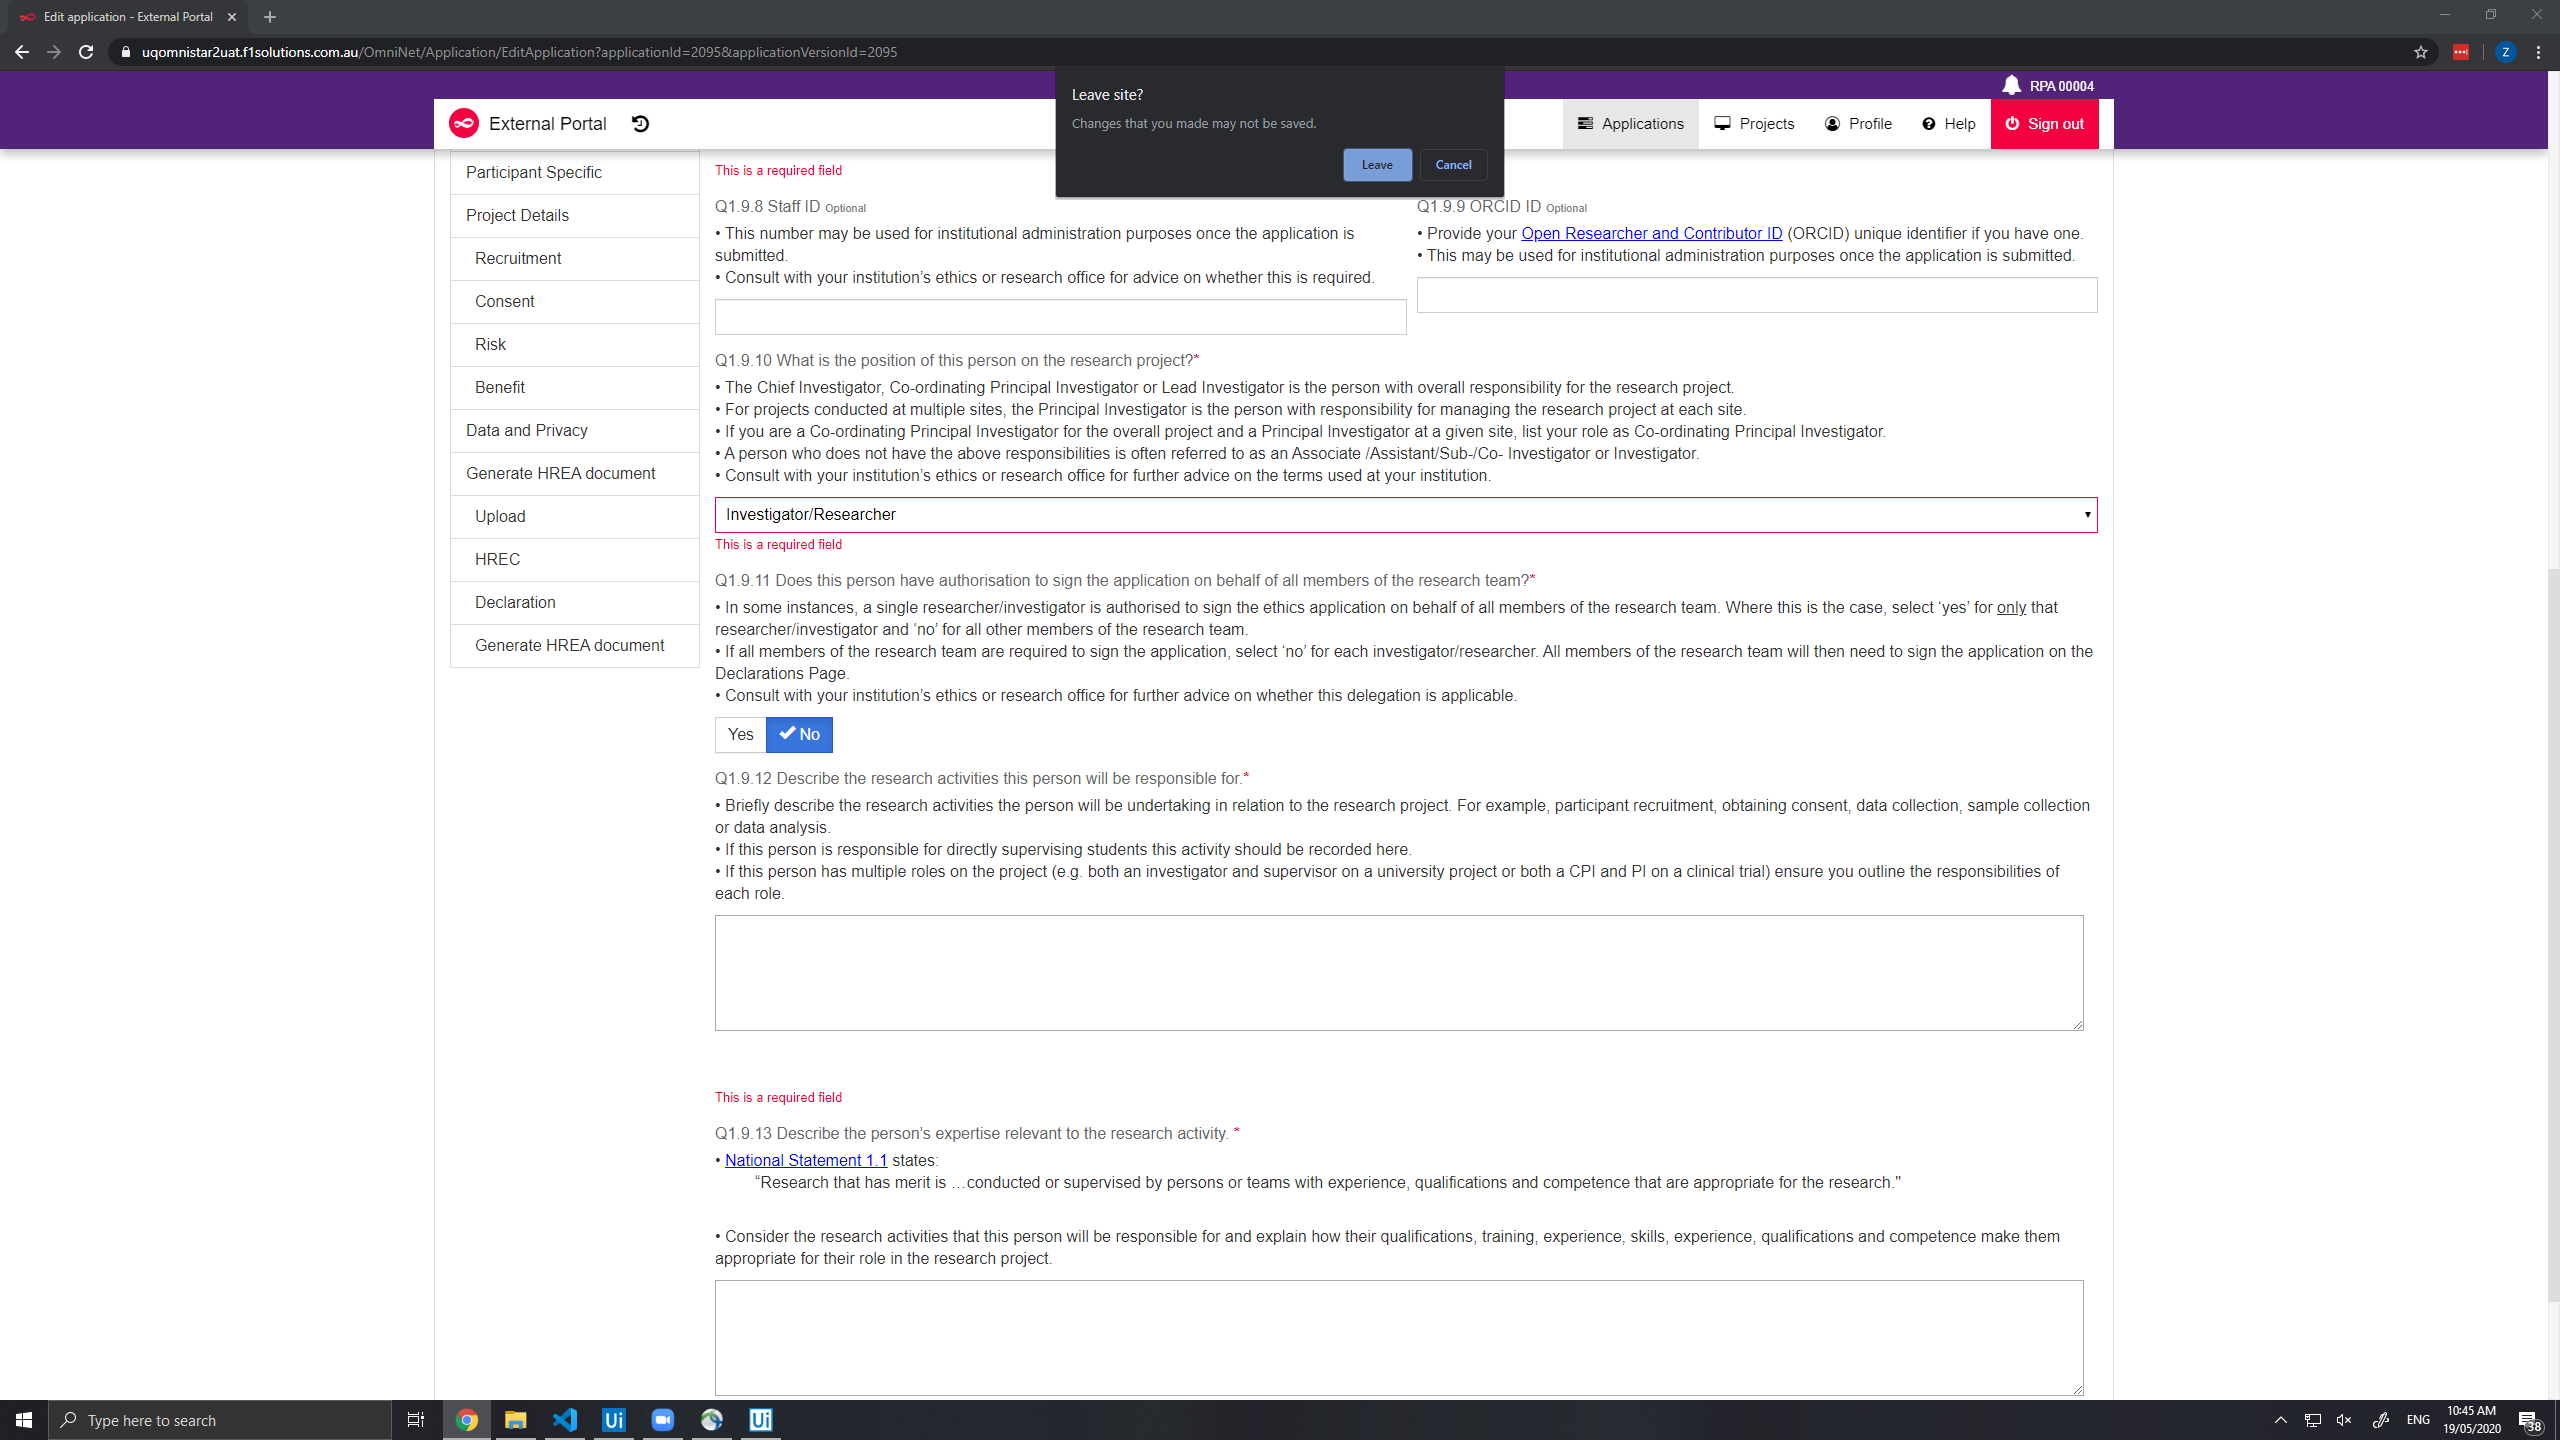 Edit application - External Portal
uqomnistar2uat.f1solutions.com.au/OmniNet/Application/EditApplication?applicationId=2095&applicationVersionId=2095
Z
Leave site?
Changes that you made may not be saved.
Leave
Cancel
RPA 00004
External Portal
Applications
Projects
Profile
Help
Sign out
Participant Specific
Project Details
Recruitment
Consent
Risk
Benefit
Data and Privacy
Generate HREA document
Upload
HREC
Declaration
Generate HREA document
This is a required field
Q1.9.8 Staff ID Optional
• This number may be used for institutional administration purposes once the application is
submitted.
• Consult with your institution’s ethics or research office for advice on whether this is required.
Q1.9.9 ORCID ID Optional
• Provide your Open Researcher and Contributor ID (ORCID) unique identifier if you have one.
• This may be used for institutional administration purposes once the application is submitted.
Q1.9.10 What is the position of this person on the research project?*
• The Chief Investigator, Co-ordinating Principal Investigator or Lead Investigator is the person with overall responsibility for the research project.
• For projects conducted at multiple sites, the Principal Investigator is the person with responsibility for managing the research project at each site.
• If you are a Co-ordinating Principal Investigator for the overall project and a Principal Investigator at a given site, list your role as Co-ordinating Principal Investigator.
• A person who does not have the above responsibilities is often referred to as an Associate /Assistant/Sub-/Co- Investigator or Investigator.
• Consult with your institution’s ethics or research office for further advice on the terms used at your institution.
Investigator/Researcher
This is a required field
Q1.9.11 Does this person have authorisation to sign the application on behalf of all members of the research team?*
• In some instances, a single researcher/investigator is authorised to sign the ethics application on behalf of all members of the research team. Where this is the case, select ‘yes’ for only that
researcher/investigator and ‘no’ for all other members of the research team.
• If all members of the research team are required to sign the application, select ‘no’ for each investigator/researcher. All members of the research team will then need to sign the application on the
Declarations Page.
• Consult with your institution’s ethics or research office for further advice on whether this delegation is applicable.
Yes
No
Q1.9.12 Describe the research activities this person will be responsible for.*
• Briefly describe the research activities the person will be undertaking in relation to the research project. For example, participant recruitment, obtaining consent, data collection, sample collection
or data analysis.
• If this person is responsible for directly supervising students this activity should be recorded here.
• If this person has multiple roles on the project (e.g. both an investigator and supervisor on a university project or both a CPI and PI on a clinical trial) ensure you outline the responsibilities of
each role.
This is a required field
Q1.9.13 Describe the person’s expertise relevant to the research activity. *
• National Statement 1.1 states:
“Research that has merit is …conducted or supervised by persons or teams with experience, qualifications and competence that are appropriate for the research."
• Consider the research activities that this person will be responsible for and explain how their qualifications, training, experience, skills, experience, qualifications and competence make them
appropriate for their role in the research project.
Type here to search
Ui
Ui
ENG
10:45 AM
19/05/2020
38